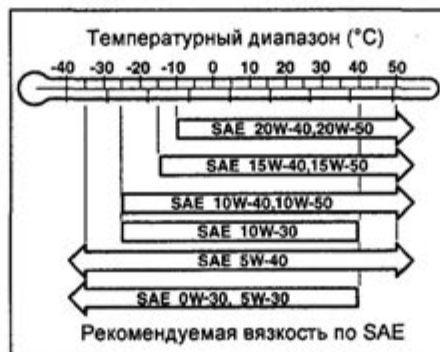 Температурный диапазон (°C)
-40 -30 -20 -10 0 10 20 30 40 50
SAE 20W-40,20W-50
SAE 15W-40,15W-50
SAE 10W-40,10W-50
SAE 10W-30
SAE 5W-40
SAE 0W-30, 5W-30
Рекомендуемая вязкость по SAE